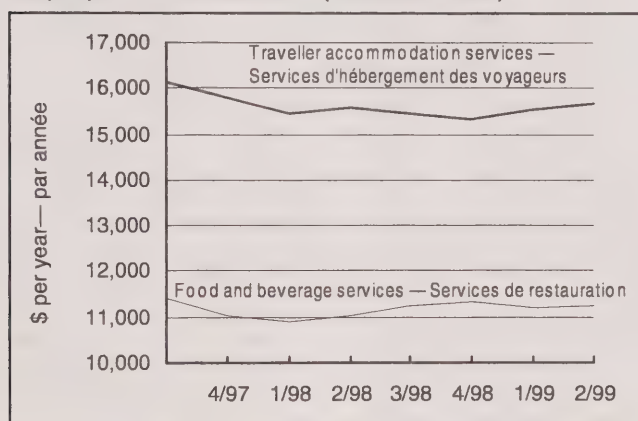 17,000
Traveller accommodation services —
Services d'hébergement des voyageurs
16,000
15,000
14,000
13,000
12,000
Food and beverage services — Services de restauration
11,000
10,000
$ per year— par année
4/97 1/98 2/98 3/98 4/98 1/99 2/99